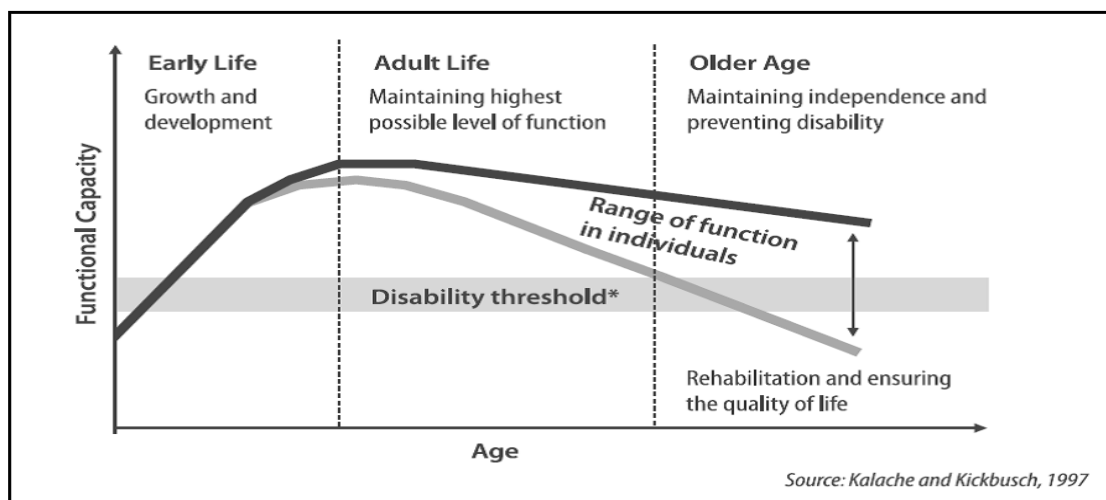 Early Life
Growth and
development
Adult Life
Maintaining highest
possible level of function
Older Age
Maintaining independence and
preventing disability
Functional Capacity
Range of function
in individuals
Disability threshold*
Rehabilitation and ensuring
the quality of life
Age
Source: Kalache and Kickbusch, 1997